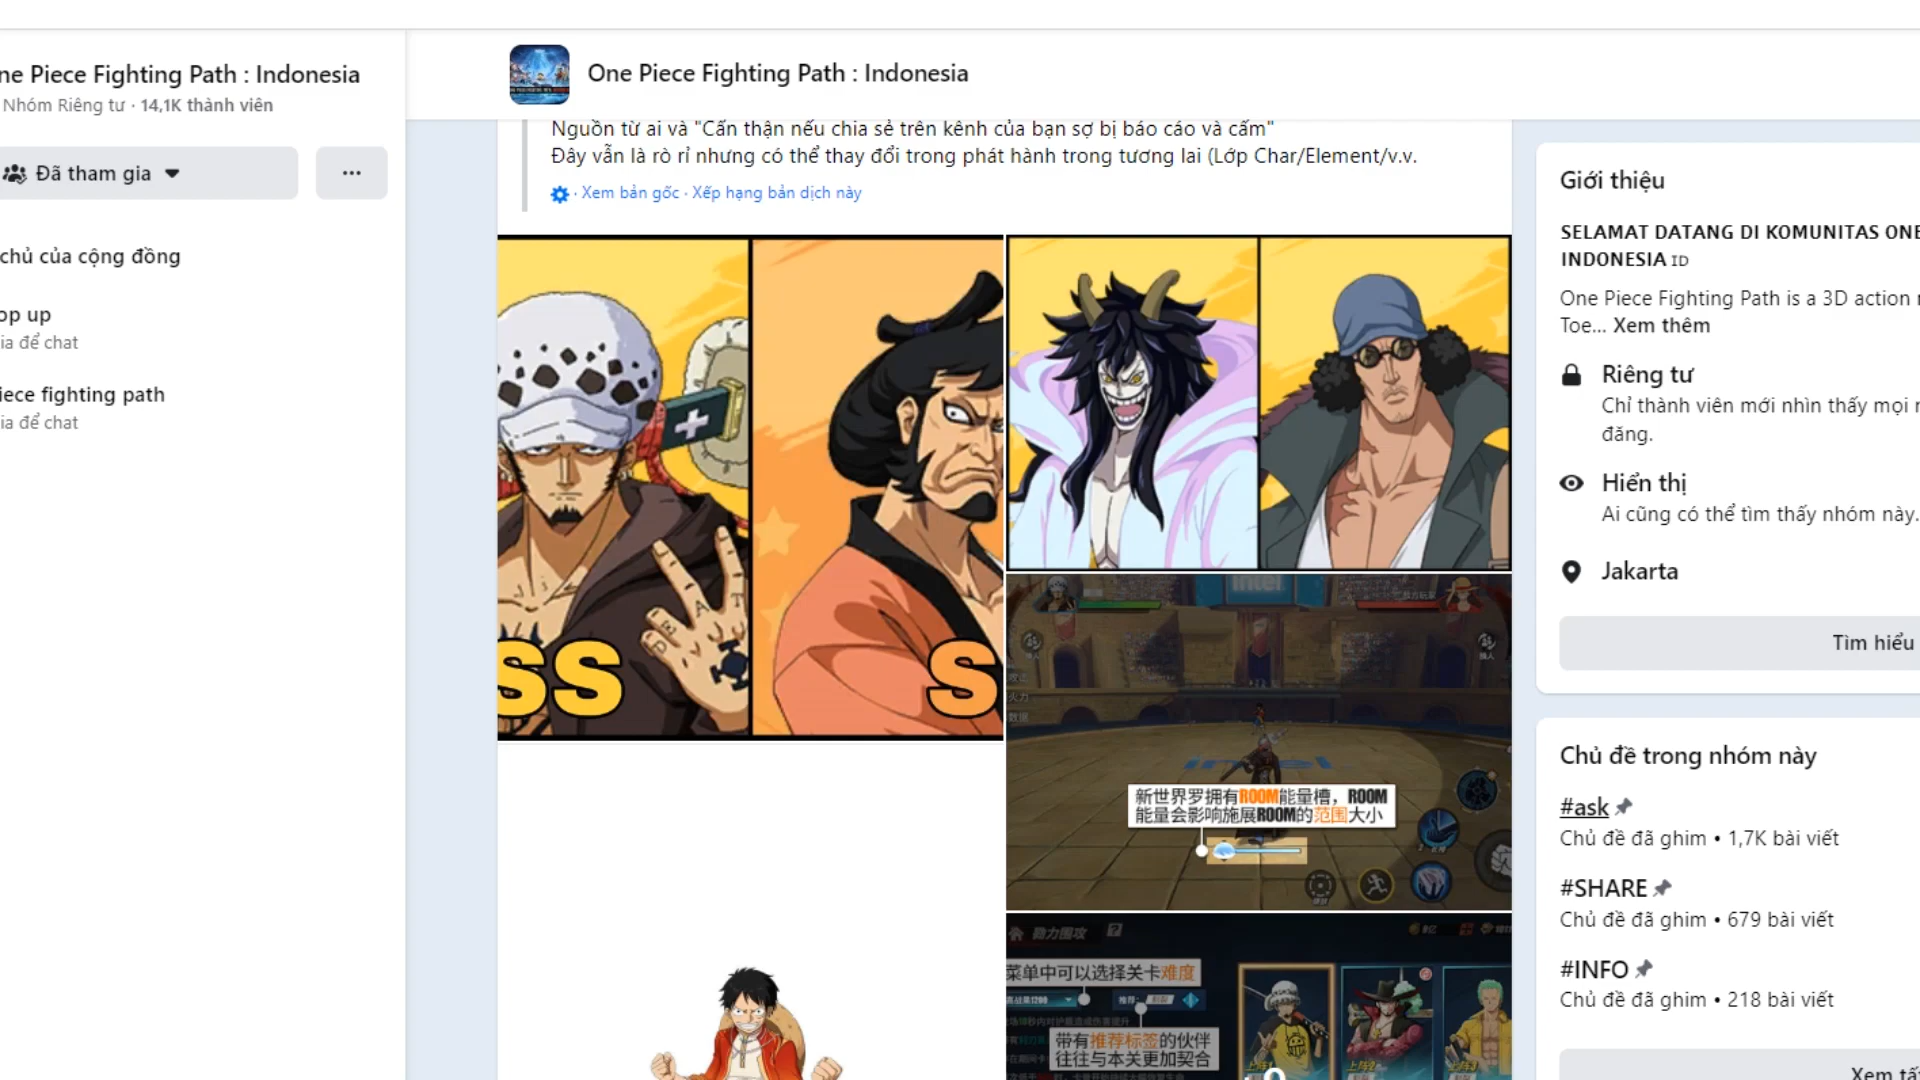 ne Piece Fighting Path : Indonesia
Nhóm Riêng tư · 14,1K thành viên
Đã tham gia
chủ của cộng đồng
op up
ia để chat
iece fighting path
ia để chat
One Piece Fighting Path : Indonesia
Nguồn từ ai và "Cẩn thận nếu chia sẻ trên kênh của bạn sợ bị báo cáo và cấm"
Đây vẫn là rò rỉ nhưng có thể thay đổi trong phát hành trong tương lai (Lớp Char/Element/v.v.
· Xem bản gốc · Xếp hạng bản dịch này
SS
S
DEAT
intel
intel
新世界罗拥有ROOM能量槽，ROOM
能量会影响施展ROOM的范围大小
菜单中可以选择关卡难度
带有推荐标签的伙伴
往往与本关更加契合
Giới thiệu
SELAMAT DATANG DI KOMUNITAS ONE
INDONESIA ID
One Piece Fighting Path is a 3D action
Toe... Xem thêm
Riêng tư
Chỉ thành viên mới nhìn thấy mọi
đăng.
Hiển thị
Ai cũng có thể tìm thấy nhóm này.
Jakarta
Tìm hiểu
Chủ đề trong nhóm này
#ask
Chủ đề đã ghim • 1,7K bài viết
#SHARE
Chủ đề đã ghim • 679 bài viết
#INFO
Chủ đề đã ghim • 218 bài viết
Xem tất